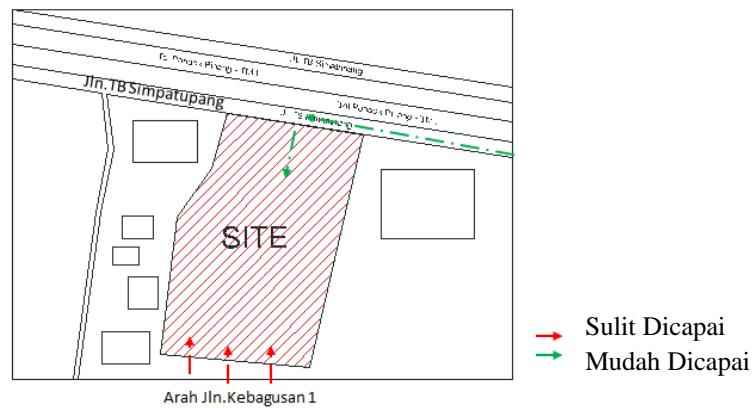 Jln.TB Simpatupang
SITE
Arah Jln.Kebagusan 1
Sulit Dicapai
Mudah Dicapai